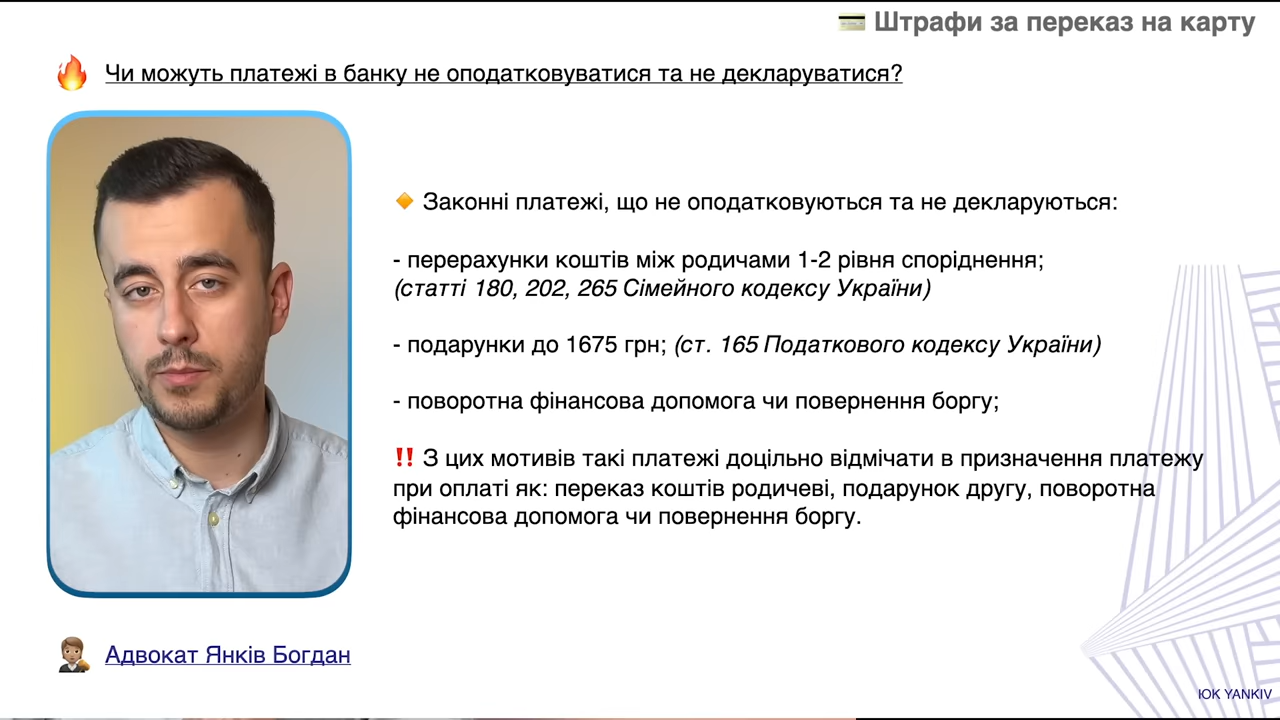 Штрафи за переказ на карту
Чи можуть платежі в банку не оподатковуватися та не декларуватися?
Законні платежі, що не оподатковуються та не декларуються:
- перерахунки коштів між родичами 1-2 рівня споріднення;
(статті 180, 202, 265 Сімейного кодексу України)
- подарунки до 1675 грн; (ст. 165 Податкового кодексу України)
- поворотна фінансова допомога чи повернення боргу;
‼️ З цих мотивів такі платежі доцільно відмічати в призначення платежу
при оплаті як: переказ коштів родичеві, подарунок другу, поворотна
фінансова допомога чи повернення боргу.
Адвокат Янків Богдан
ЮК YANKIV